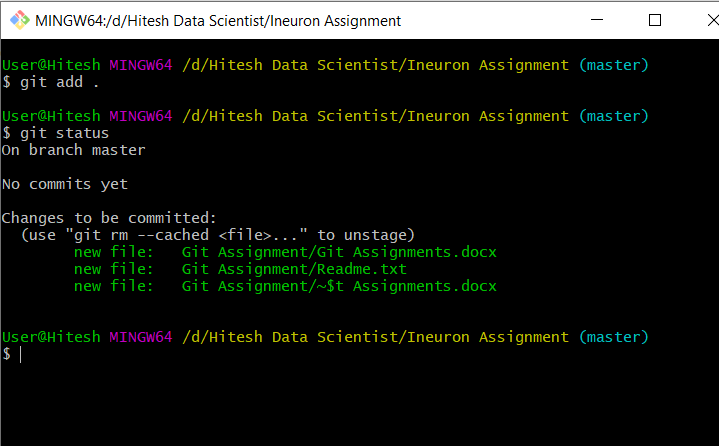 MINGW64:/d/Hitesh Data Scientist/Ineuron Assignment
User@Hitesh MINGW64 /d/Hitesh Data Scientist/Ineuron Assignment (master)
$ git add .
User@Hitesh MINGW64 /d/Hitesh Data Scientist/Ineuron Assignment (master)
$ git status
On branch master
No commits yet
Changes to be committed:
(use "git rm --cached <file>..." to unstage)
new file:   Git Assignment/Git Assignments.docx
new file:   Git Assignment/Readme.txt
new file:   Git Assignment/~$t Assignments.docx
User@Hitesh MINGW64 /d/Hitesh Data Scientist/Ineuron Assignment (master)
$